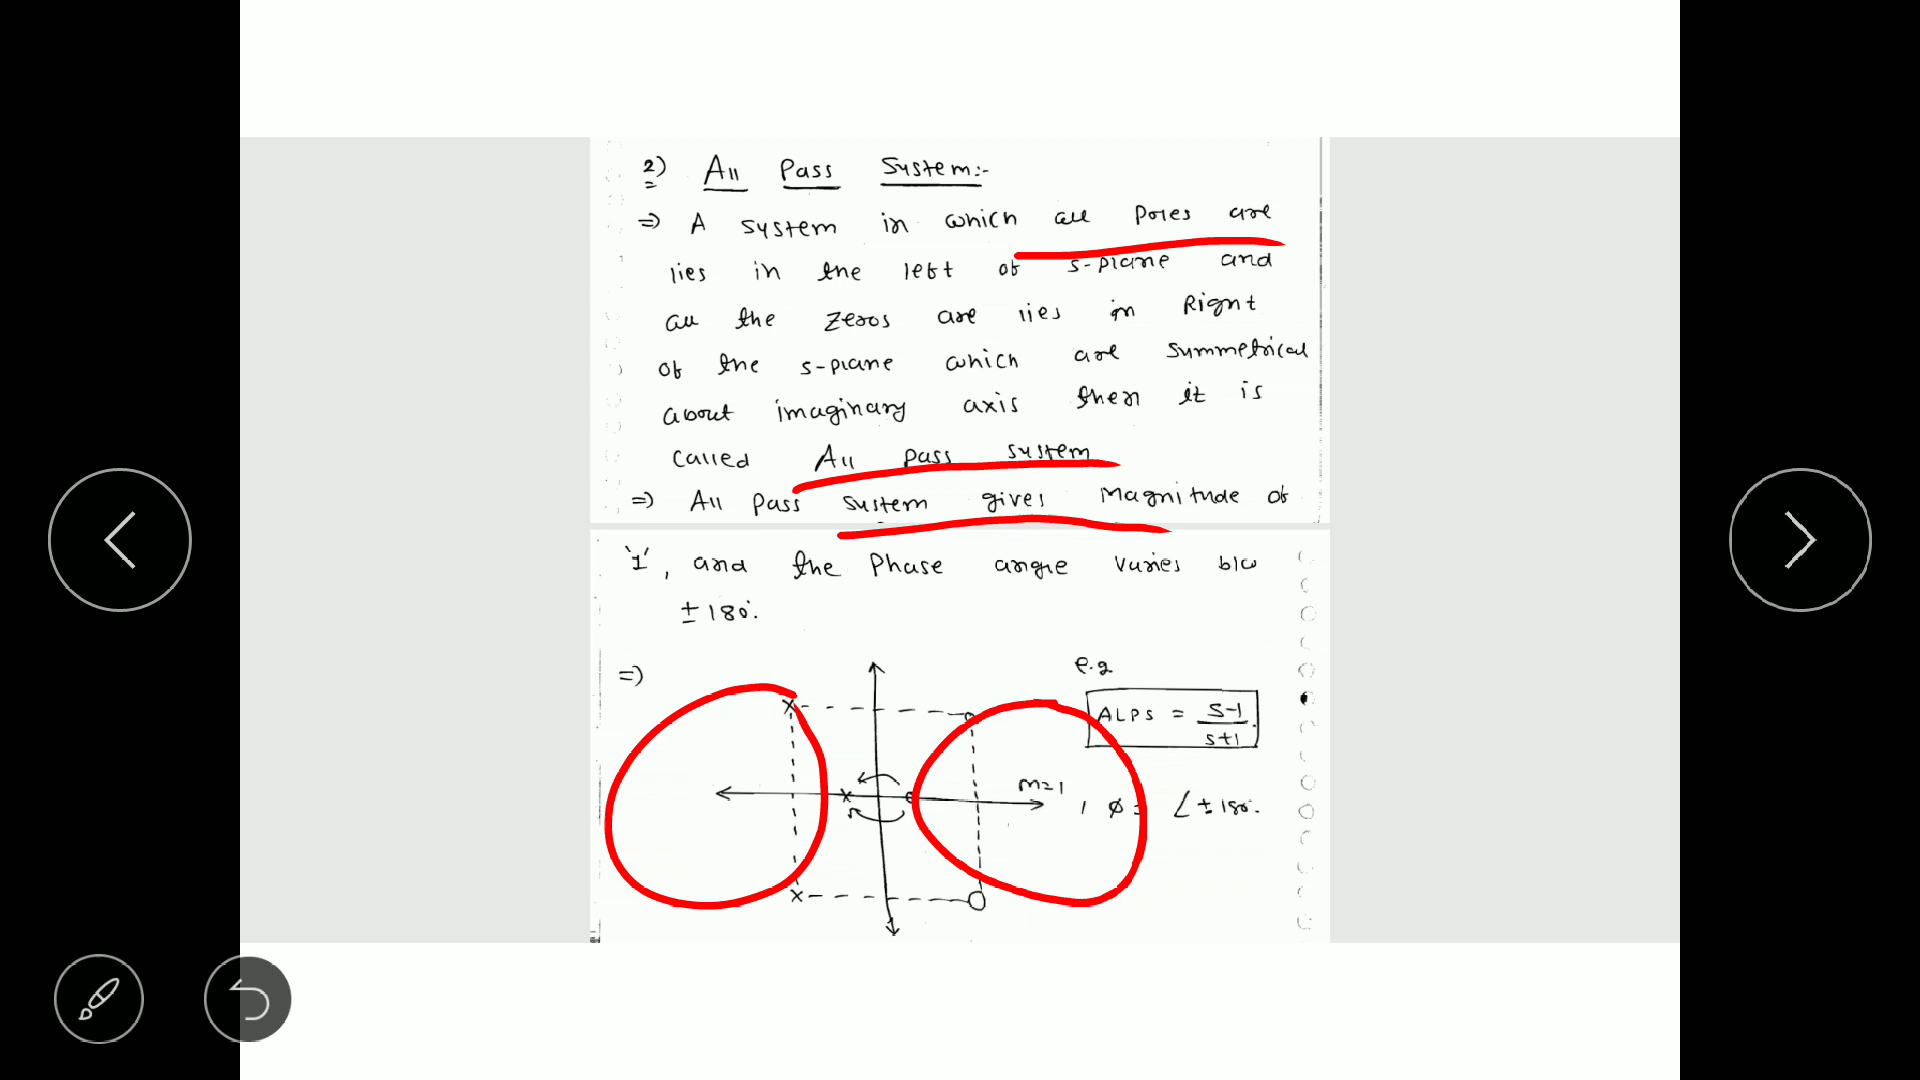 2) All Pass System:-
=> A system in which all poles are
lies in the left of s-plane and
all the zeros are lies in Right
of the s-plane which are symmetrical
about imaginary axis then it is
called All pass system
=> All pass system gives Magnitude of
'1', and the Phase angle varies b/w
± 180°.
=>
e.g
ALPS = s-1
s+1
m=1
, ø = ∠ ± 180°.